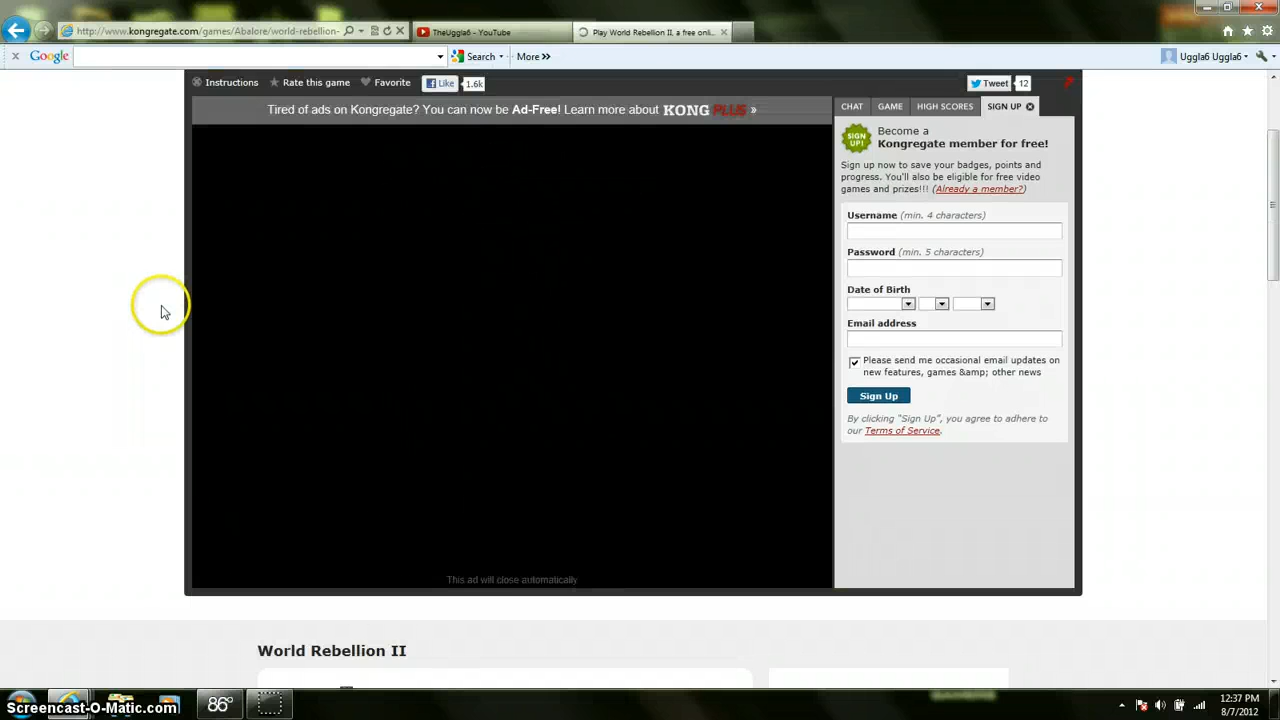 http://www.kongregate.com/games/Abalore/world-rebellion-
TheUggla6 - YouTube
Play World Rebellion II, a free onli...
Google
Search
More »
Uggla6 Uggla6
Instructions
Rate this game
Favorite
Like
1.6k
Tweet
12
Tired of ads on Kongregate? You can now be Ad-Free! Learn more about KONG PLUS »
CHAT
GAME
HIGH SCORES
SIGN UP
SIGN UP!
Become a
Kongregate member for free!
Sign up now to save your badges, points and
progress. You'll also be eligible for free video
games and prizes!!! (Already a member?)
Username (min. 4 characters)
Password (min. 5 characters)
Date of Birth
Email address
Please send me occasional email updates on
new features, games &amp; other news
Sign Up
By clicking "Sign Up", you agree to adhere to
our Terms of Service.
This ad will close automatically
World Rebellion II
86°
Screencast-O-Matic.com
12:37 PM
8/7/2012